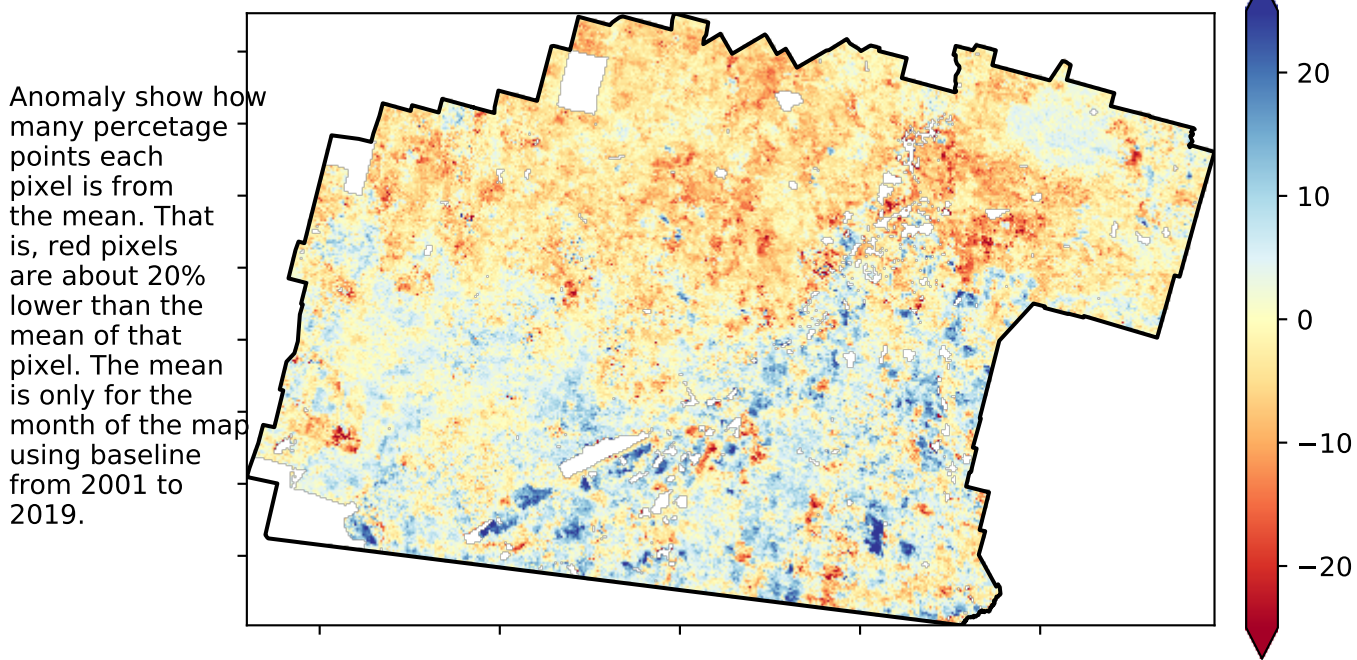 Anomaly show how
many percetage
points each
pixel is from
the mean. That
is, red pixels
are about 20%
lower than the
mean of that
pixel. The mean
is only for the
month of the map
using baseline
from 2001 to
2019.
20
10
0
−10
−20